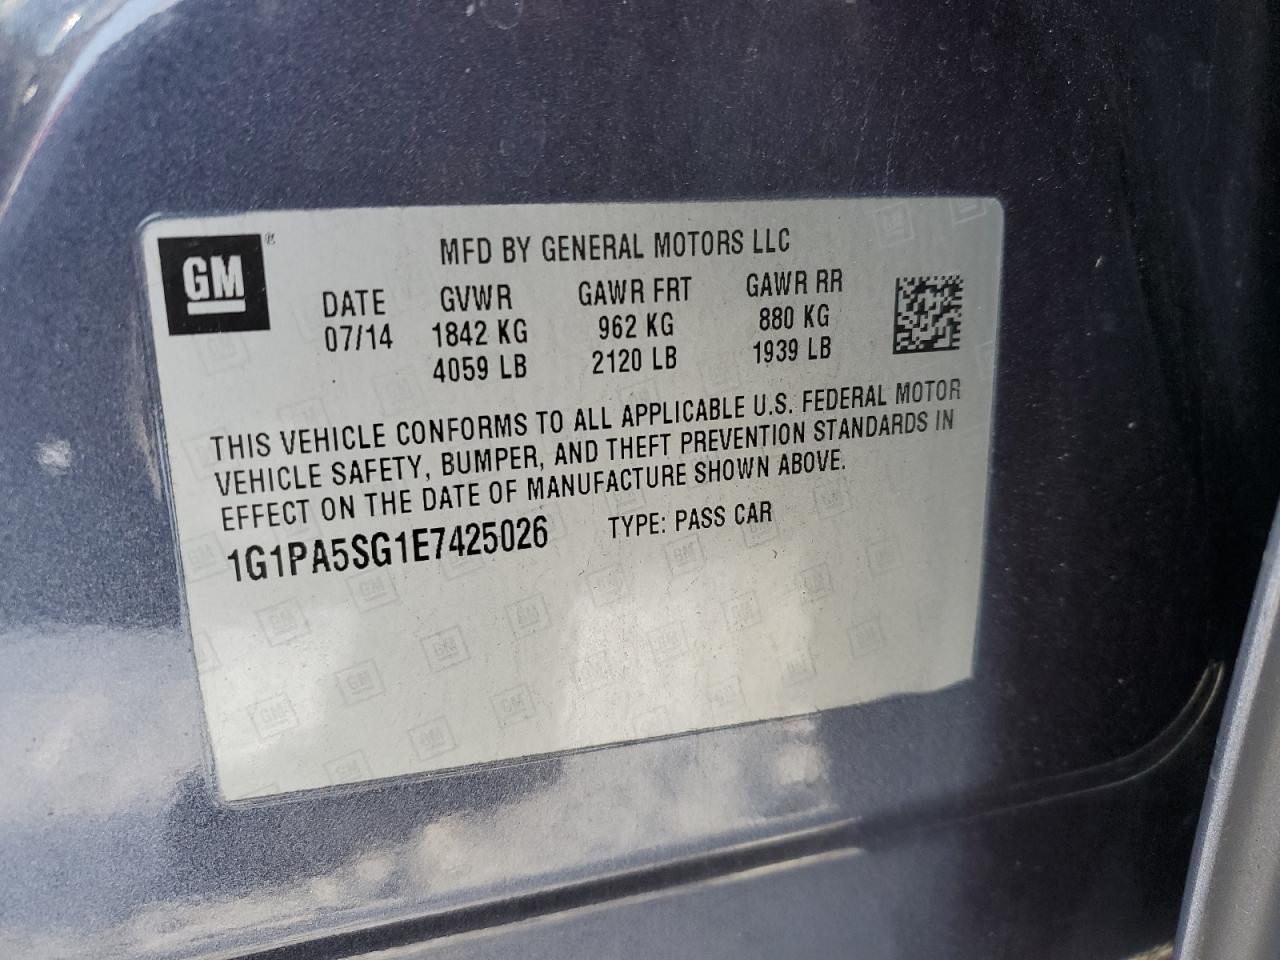 GM ®
MFD BY GENERAL MOTORS LLC
DATE GVWR GAWR FRT GAWR RR
07/14 1842 KG 962 KG 880 KG
4059 LB 2120 LB 1939 LB
THIS VEHICLE CONFORMS TO ALL APPLICABLE U.S. FEDERAL MOTOR
VEHICLE SAFETY, BUMPER, AND THEFT PREVENTION STANDARDS IN
EFFECT ON THE DATE OF MANUFACTURE SHOWN ABOVE.
1G1PA5SG1E7425026 TYPE: PASS CAR